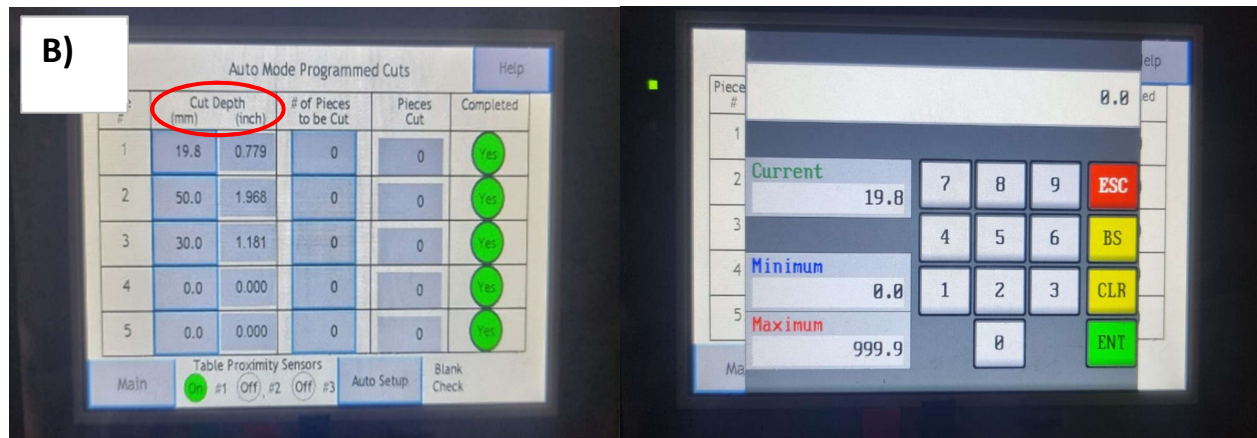 B)
Auto Mode Programmed Cuts
Help
#
Cut Depth
(mm) (inch)
# of Pieces
to be Cut
Pieces
Cut
Completed
1 19.8 0.779 0 0 Yes
2 50.0 1.968 0 0 Yes
3 30.0 1.181 0 0 Yes
4 0.0 0.000 0 0 Yes
5 0.0 0.000 0 0 Yes
Main
Table Proximity Sensors
On #1 Off #2 Off #3
Auto Setup
Blank
Check
elp
0.0
Piece
#
ed
1
2
3
4
5
Ma
Current
19.8
Minimum
0.0
Maximum
999.9
7 8 9 ESC
4 5 6 BS
1 2 3 CLR
0 ENT